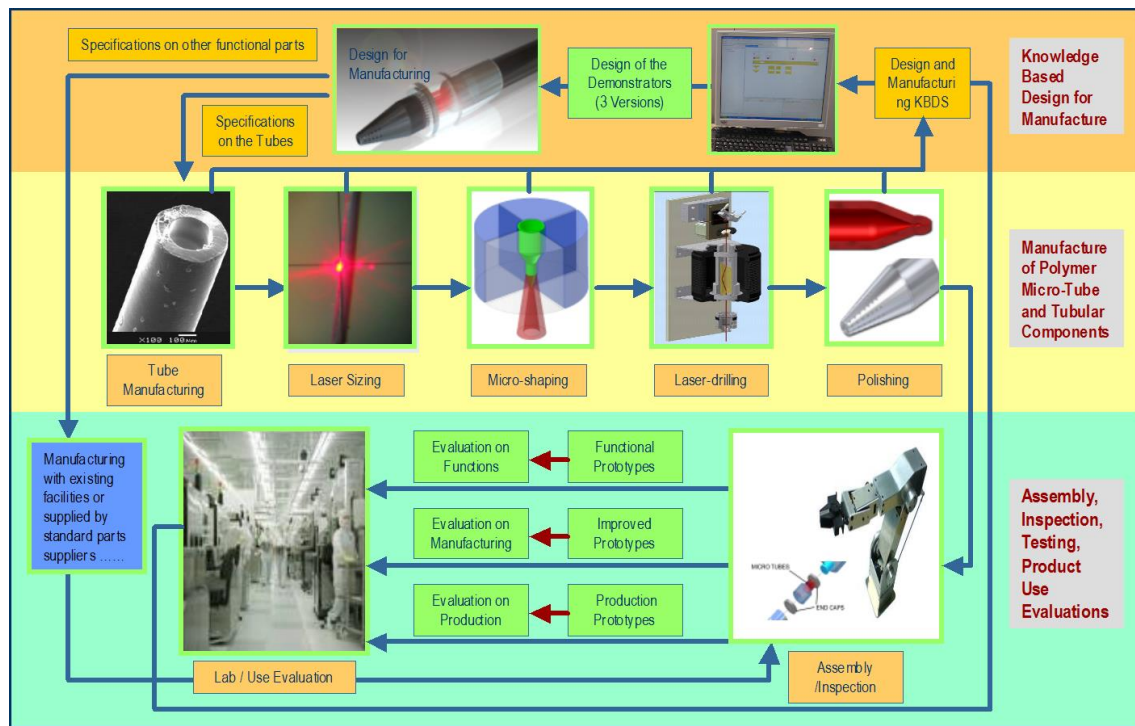 Specifications on other functional parts
Design for
Manufacturing
Design of the
Demonstrators
(3 Versions)
Design and
Manufacturi
ng KBDS
Knowledge
Based
Design for
Manufacture
Specifications
on the Tubes
X100 100µm
Tube
Manufacturing
Laser Sizing
Micro-shaping
Laser-drilling
Polishing
Manufacture
of Polymer
Micro-Tube
and Tubular
Components
Manufacturing
with existing
facilities or
supplied by
standard parts
suppliers ……
Evaluation on
Functions
Functional
Prototypes
Evaluation on
Manufacturing
Improved
Prototypes
Evaluation on
Production
Production
Prototypes
MICRO TUBES
END CAPS
Lab / Use Evaluation
Assembly
/Inspection
Assembly,
Inspection,
Testing,
Product
Use
Evaluations